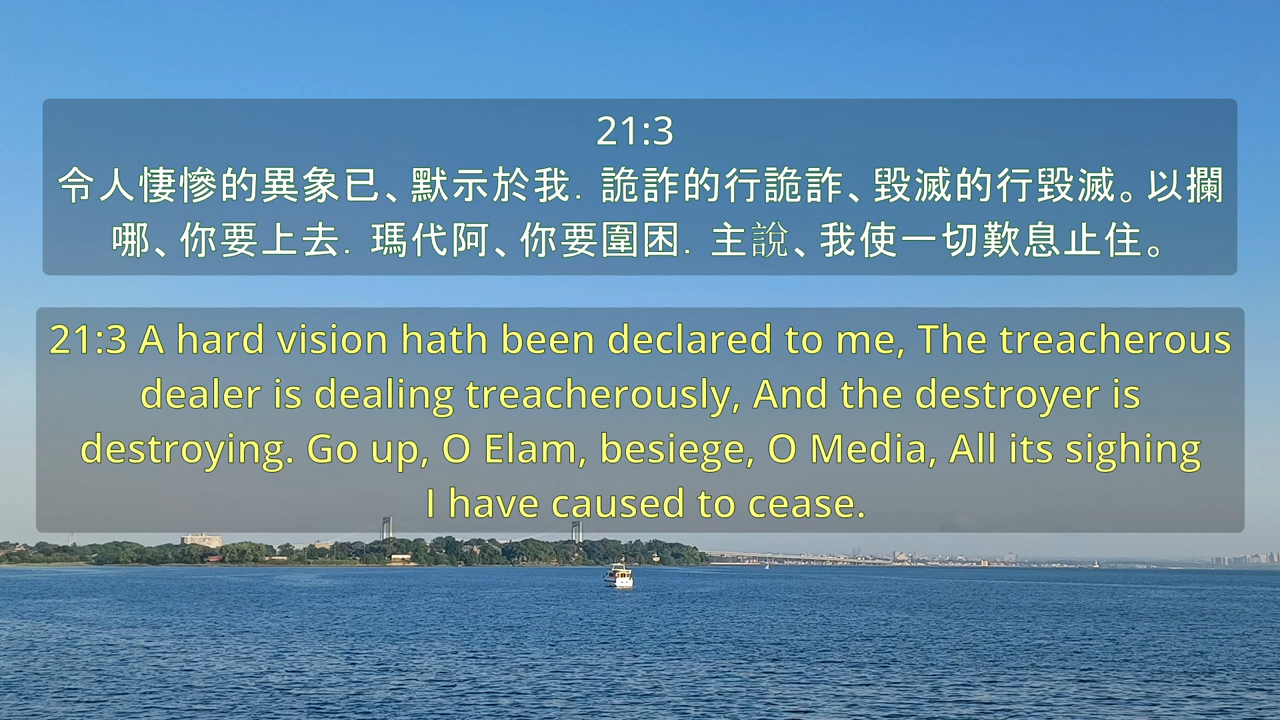 21:3
令人悽慘的異象已、默示於我．詭詐的行詭詐、毀滅的行毀滅。以攔
哪、你要上去．瑪代阿、你要圍困．主說、我使一切歎息止住。
21:3 A hard vision hath been declared to me, The treacherous
dealer is dealing treacherously, And the destroyer is
destroying. Go up, O Elam, besiege, O Media, All its sighing
I have caused to cease.